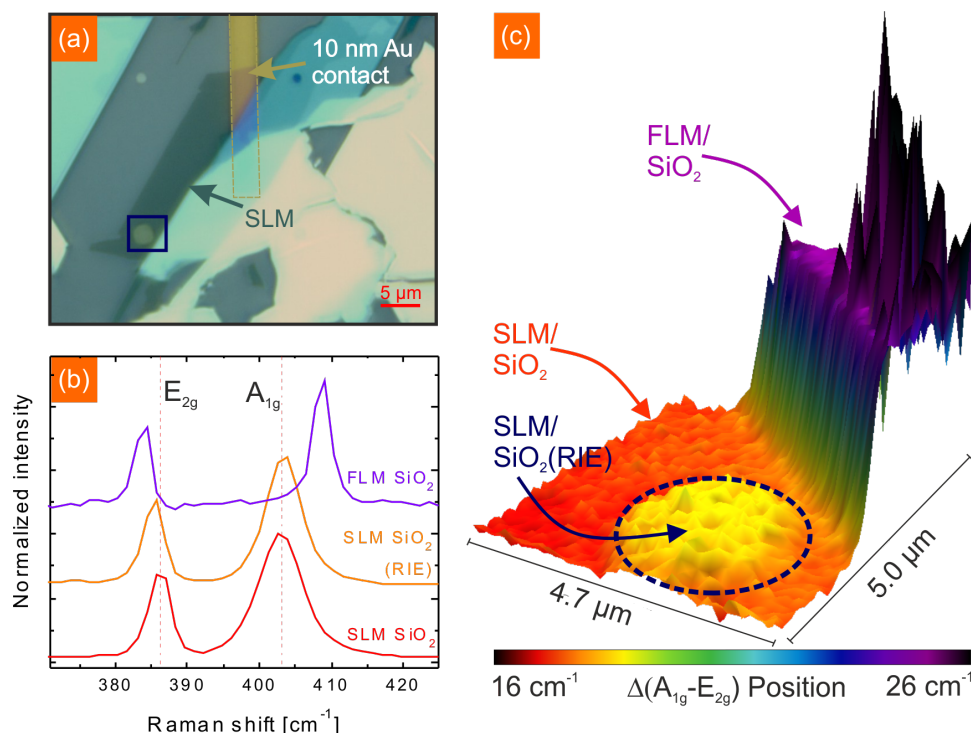 (a)
10 nm Au
contact
SLM
5 µm
(b)
E₂g
A₁g
FLM SiO₂
SLM SiO₂
(RIE)
SLM SiO₂
Normalized intensity
380 390 400 410 420
Raman shift [cm⁻¹]
(c)
FLM/
SiO₂
SLM/
SiO₂
SLM/
SiO₂(RIE)
4.7 µm
5.0 µm
16 cm⁻¹ Δ(A₁g-E₂g) Position 26 cm⁻¹